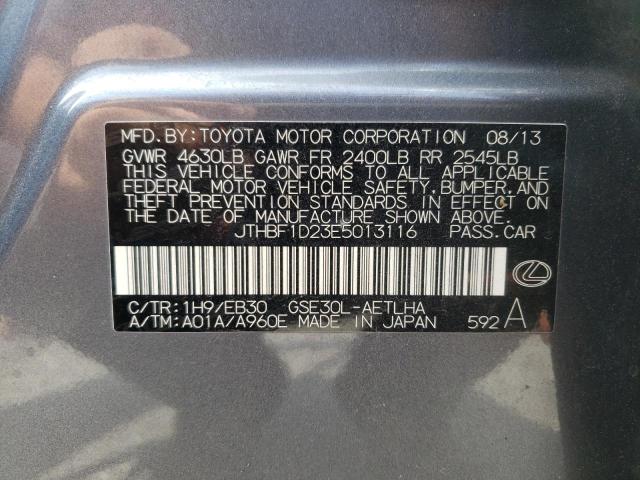 MFD. BY: TOYOTA MOTOR CORPORATION 08/13
GVWR 4630LB GAWR FR 2400LB RR 2545LB
THIS VEHICLE CONFORMS TO ALL APPLICABLE
FEDERAL MOTOR VEHICLE SAFETY, BUMPER, AND
THEFT PREVENTION STANDARDS IN EFFECT ON
THE DATE OF MANUFACTURE SHOWN ABOVE.
JTHBF1D23E5013116 PASS. CAR
C/TR: 1H9/EB30 GSE30L-AETLHA
A/TM: A01A/A960E MADE IN JAPAN 592 A